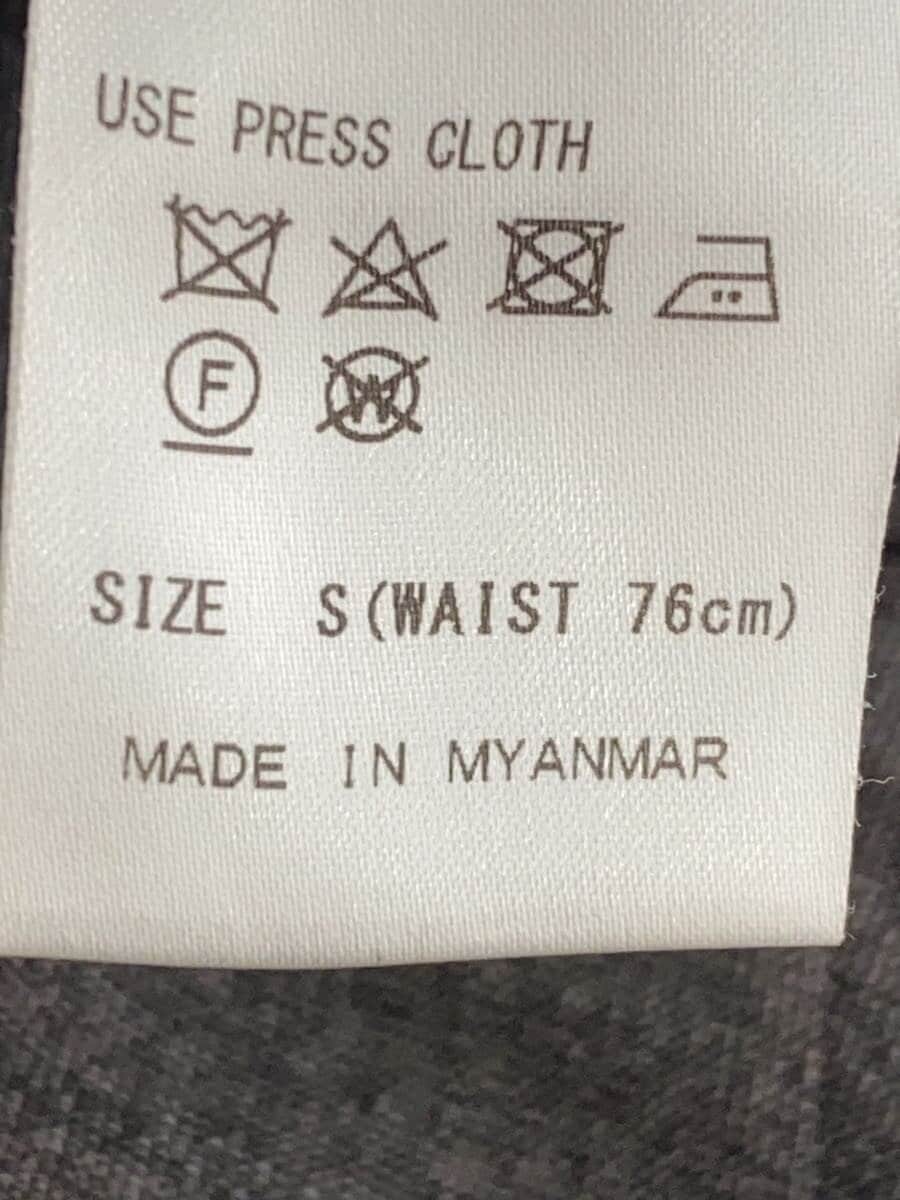 USE PRESS CLOTH
F W
SIZE S(WAIST 76cm)
MADE IN MYANMAR